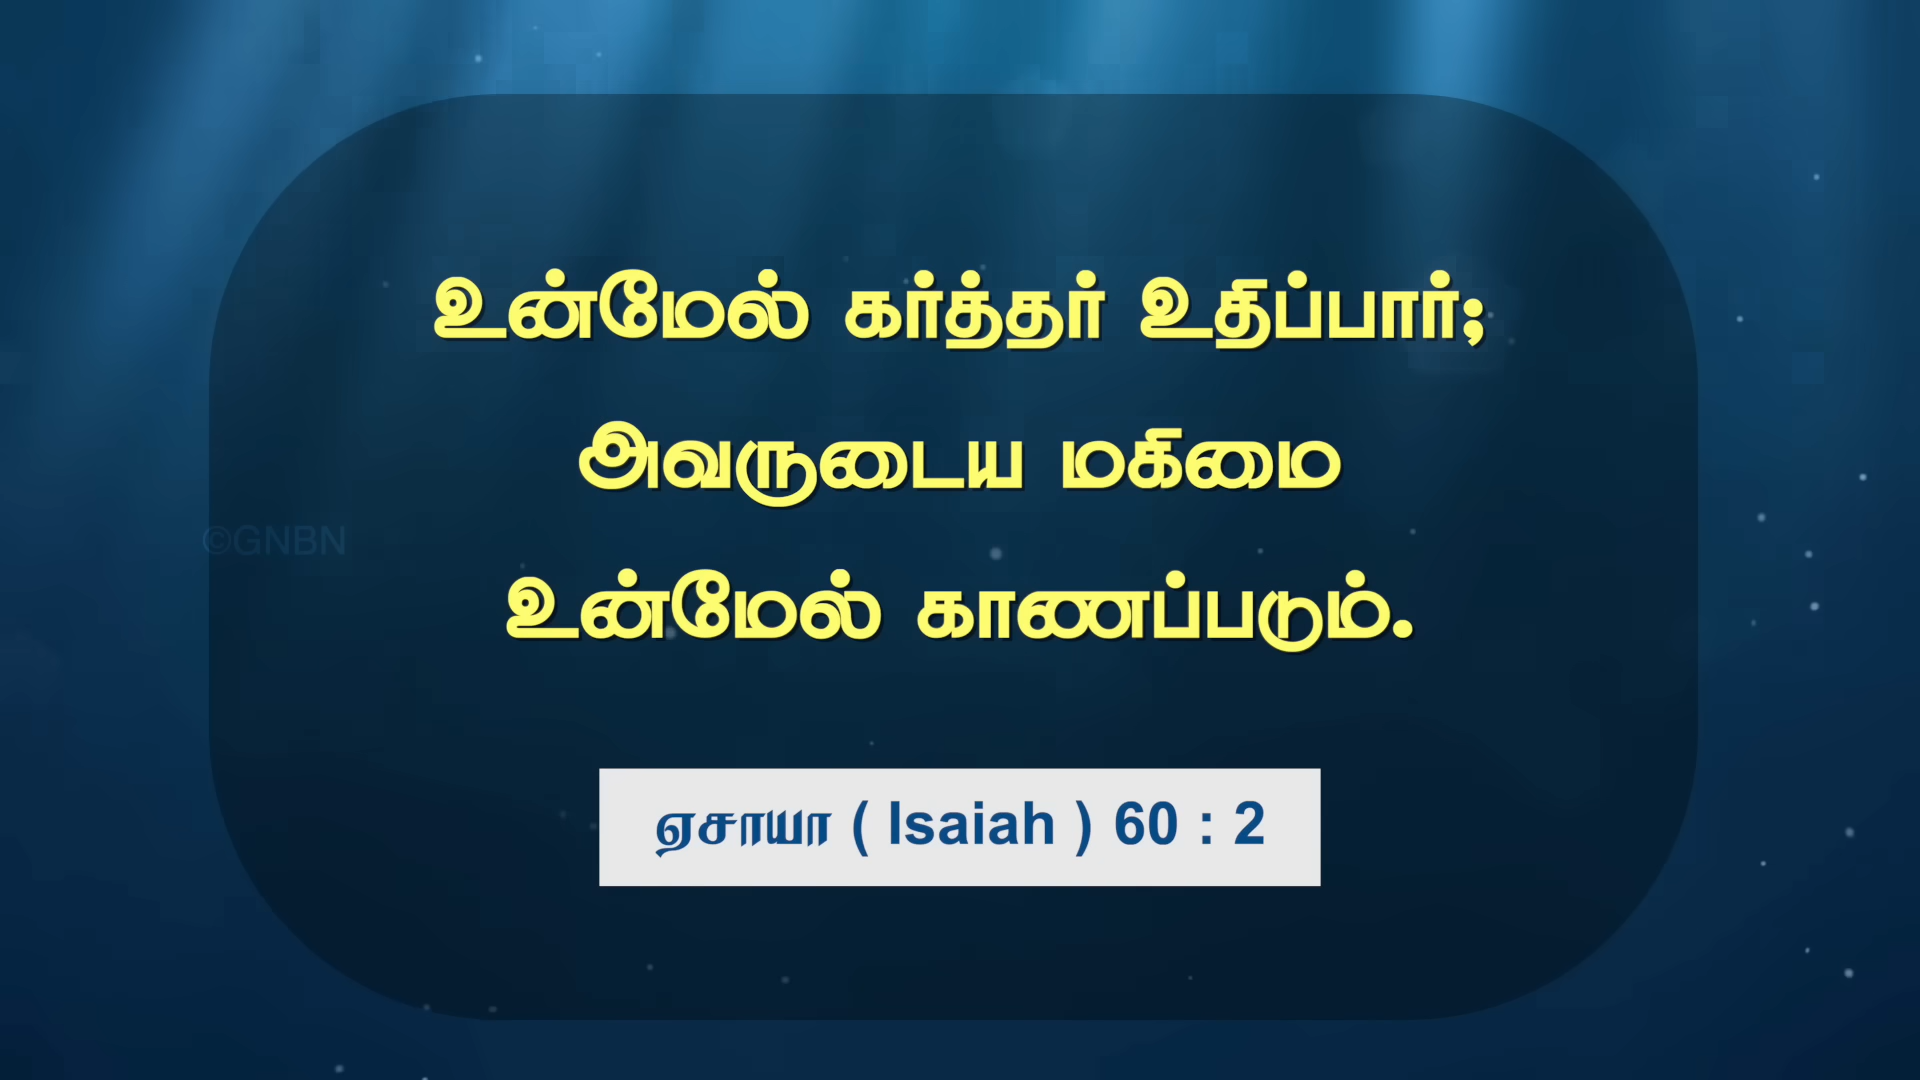 உன்மேல் கர்த்தர் உதிப்பார்;
அவருடைய மகிமை
©GNBN
உன்மேல் காணப்படும்.
ஏசாயா ( Isaiah ) 60 : 2